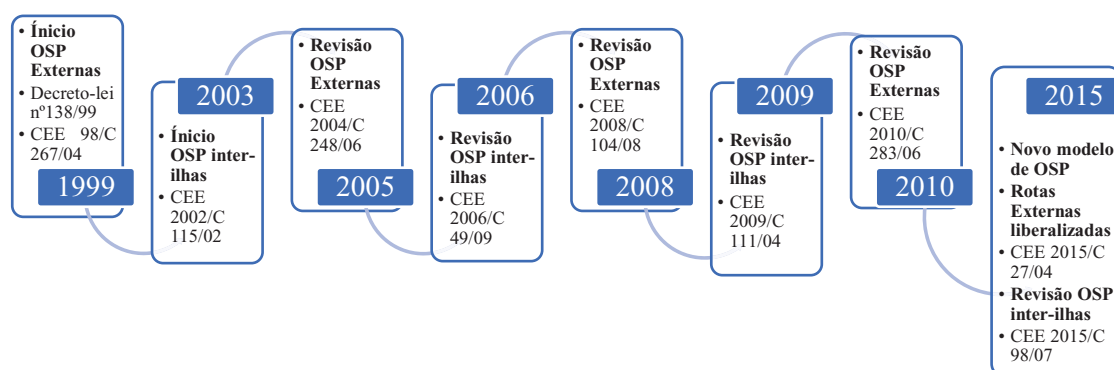 • Ínicio
OSP
Externas
• Decreto-lei
nº138/99
• CEE 98/C
267/04
1999
2003
• Ínicio
OSP inter-
ilhas
• CEE
2002/C
115/02
• Revisão
OSP
Externas
• CEE
2004/C
248/06
2005
2006
• Revisão
OSP inter-
ilhas
• CEE
2006/C
49/09
• Revisão
OSP
Externas
• CEE
2008/C
104/08
2008
2009
• Revisão
OSP inter-
ilhas
• CEE
2009/C
111/04
• Revisão
OSP
Externas
• CEE
2010/C
283/06
2010
2015
• Novo modelo
de OSP
• Rotas
Externas
liberalizadas
• CEE 2015/C
27/04
• Revisão OSP
inter-ilhas
• CEE 2015/C
98/07